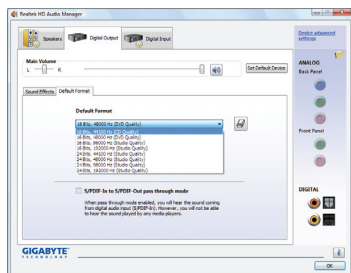 Realtek HD Audio Manager
Speakers
Digital Output
Digital Input
Device advanced settings
Main Volume
L
R
Set Default Device
ANALOG
Back Panel
Sound Effects
Default Format
Default Format
16 Bits, 48000 Hz (DVD Quality)
16 Bits, 44100 Hz (CD Quality)
16 Bits, 48000 Hz (DVD Quality)
16 Bits, 96000 Hz (Studio Quality)
16 Bits, 192000 Hz (Studio Quality)
24 Bits, 44100 Hz (Studio Quality)
24 Bits, 48000 Hz (Studio Quality)
24 Bits, 96000 Hz (Studio Quality)
24 Bits, 192000 Hz (Studio Quality)
Front Panel
S/PDIF-In to S/PDIF-Out pass through mode
When pass through mode enabled, you will hear the sound coming
from digital audio input (S/PDIF-In). However, you will not be able
to hear the sound played by any media players.
DIGITAL
GIGABYTE
TECHNOLOGY
OK